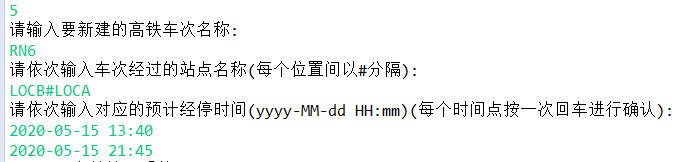 5
请输入要新建的高铁车次名称:
RN6
请依次输入车次经过的站点名称(每个位置间以#分隔):
LOCB#LOCA
请依次输入对应的预计经停时间(yyyy-MM-dd HH:mm)(每个时间点按一次回车进行确认):
2020-05-15 13:40
2020-05-15 21:45